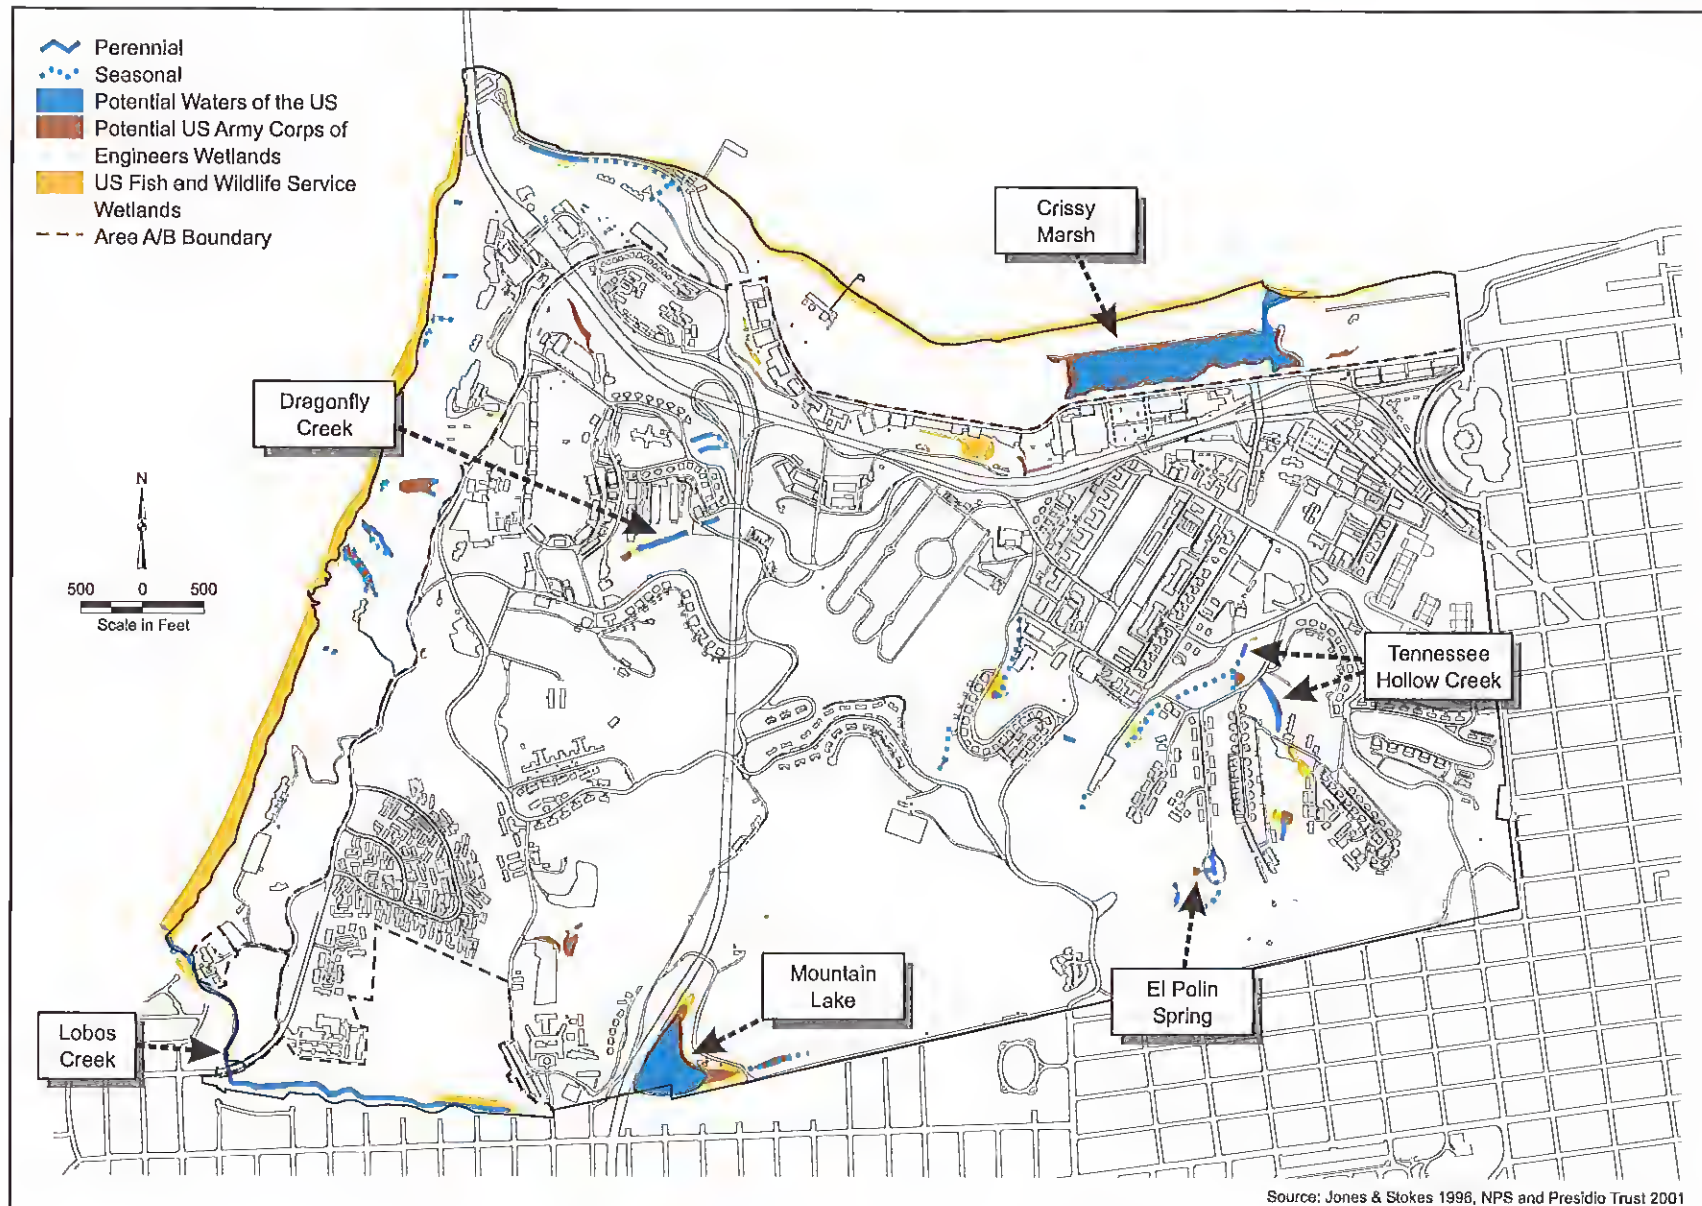 Perennial
Seasonal
Potential Waters of the US
Potential US Army Corps of
Engineers Wetlands
US Fish and Wildlife Service
Wetlands
Area A/B Boundary
Crissy
Marsh
Dragonfly
Creek
N
500 0 500
Scale in Feet
Tennessee
Hollow Creek
Mountain
Lake
El Polin
Spring
Lobos
Creek
Source: Jones & Stokes 1996, NPS and Presidio Trust 2001